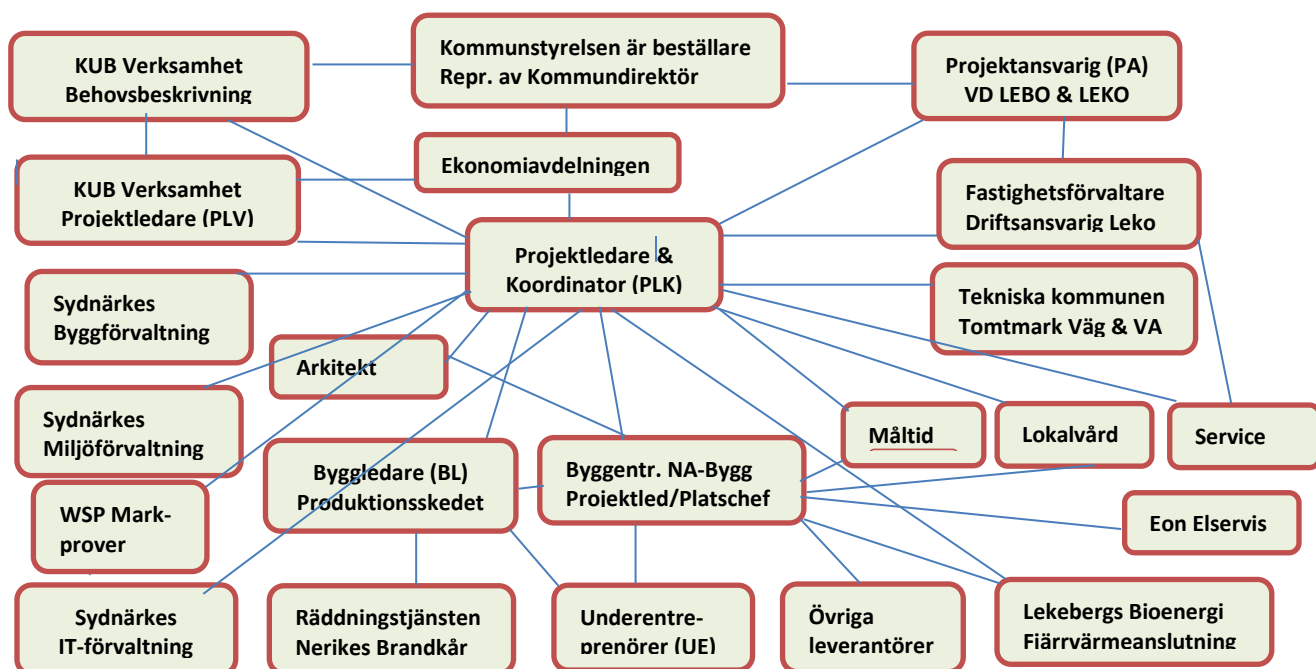 KUB Verksamhet
Behovsbeskrivning
Kommunstyrelsen är beställare
Repr. av Kommundirektör
Projektansvarig (PA)
VD LEBO & LEKO
KUB Verksamhet
Projektledare (PLV)
Ekonomiavdelningen
Fastighetsförvaltare
Driftsansvarig Leko
Projektledare &
Koordinator (PLK)
Sydnärkes
Byggförvaltning
Tekniska kommunen
Tomtmark Väg & VA
Arkitekt
Sydnärkes
Miljöförvaltning
Måltid
Lokalvård
Service
Byggledare (BL)
Produktionsskedet
Byggentr. NA-Bygg
Projektled/Platschef
WSP Mark-
prover
Eon Elservis
Sydnärkes
IT-förvaltning
Räddningstjänsten
Nerikes Brandkår
Underentre-
prenörer (UE)
Övriga
leverantörer
Lekebergs Bioenergi
Fjärrvärmeanslutning